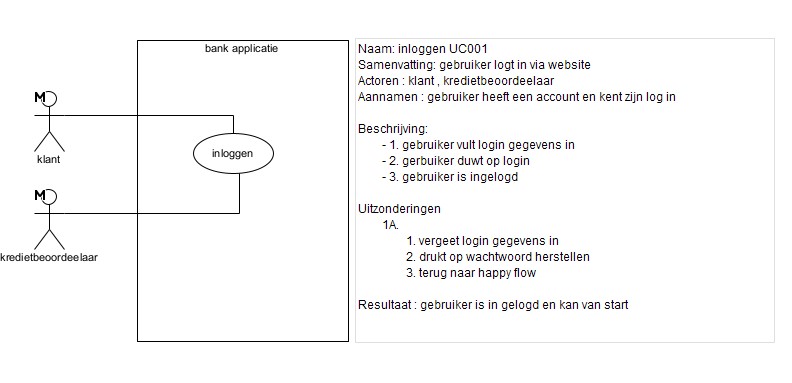 bank applicatie
M
klant
inloggen
M
kredietbeoordeelaar
Naam: inloggen UC001
Samenvatting: gebruiker logt in via website
Actoren : klant , kredietbeoordeelaar
Aannamen : gebruiker heeft een account en kent zijn log in
Beschrijving:
- 1. gebruiker vult login gegevens in
- 2. gerbuiker duwt op login
- 3. gebruiker is ingelogd
Uitzonderingen
1A.
1. vergeet login gegevens in
2. drukt op wachtwoord herstellen
3. terug naar happy flow
Resultaat : gebruiker is in gelogd en kan van start